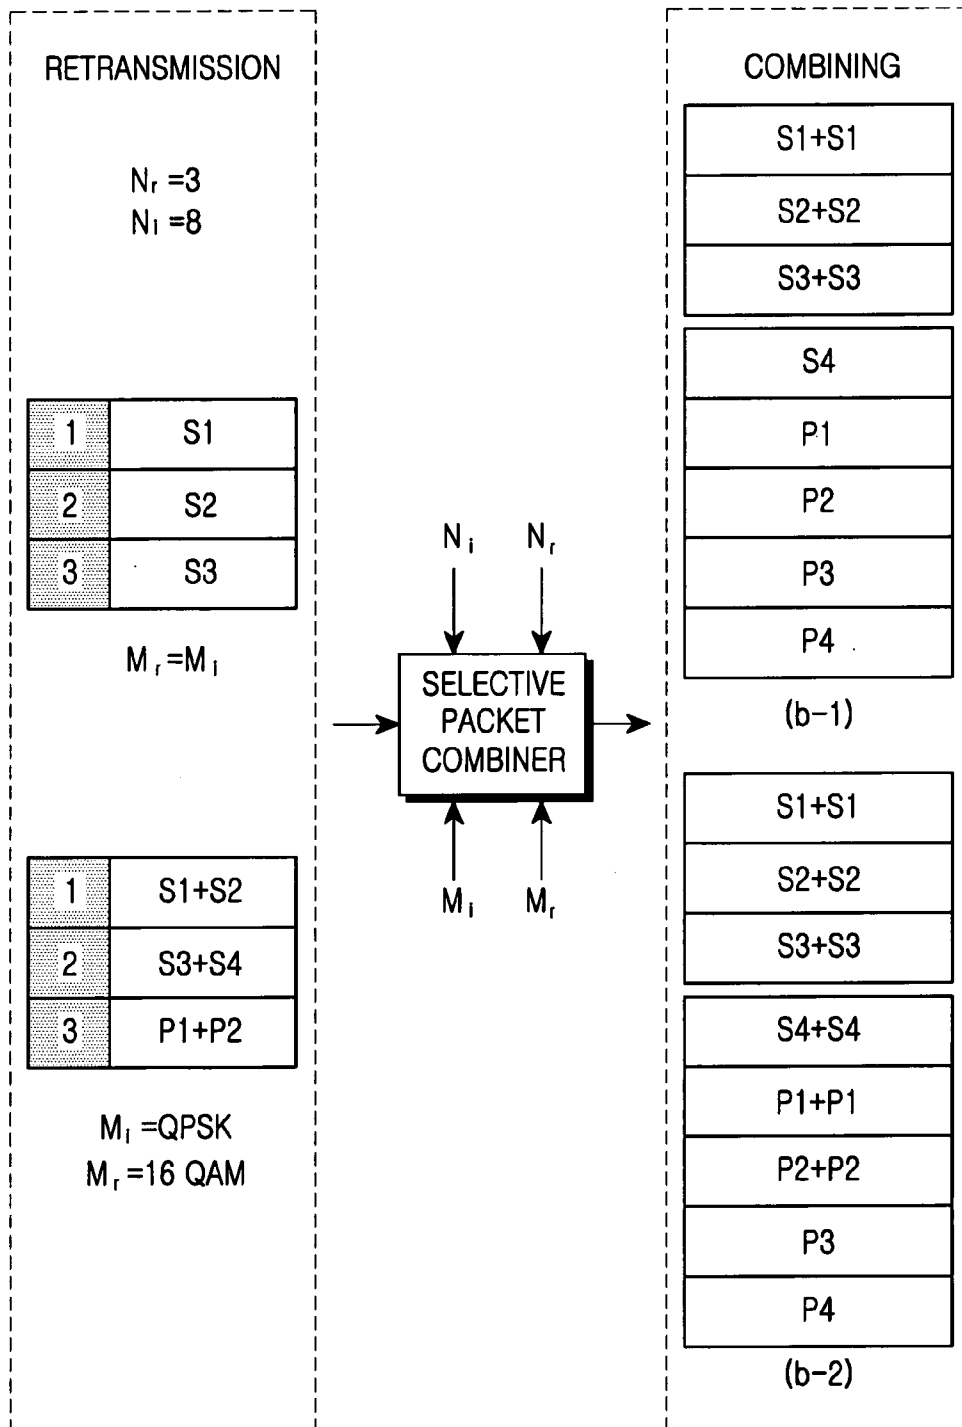 RETRANSMISSION
Nr =3
Ni =8
1 S1
2 S2
3 S3
Mr =Mi
1 S1+S2
2 S3+S4
3 P1+P2
Mi =QPSK
Mr =16 QAM
Ni Nr
SELECTIVE
PACKET
COMBINER
Mi Mr
COMBINING
S1+S1
S2+S2
S3+S3
S4
P1
P2
P3
P4
(b-1)
S1+S1
S2+S2
S3+S3
S4+S4
P1+P1
P2+P2
P3
P4
(b-2)